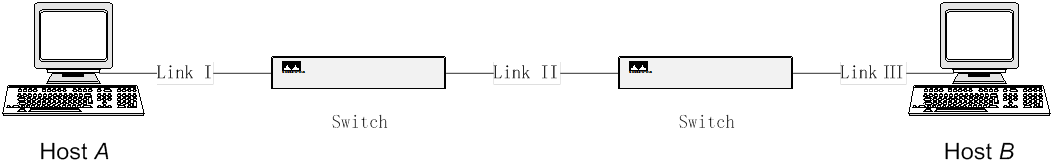 Link I
Link II
Link III
Switch
Switch
Host A
Host B